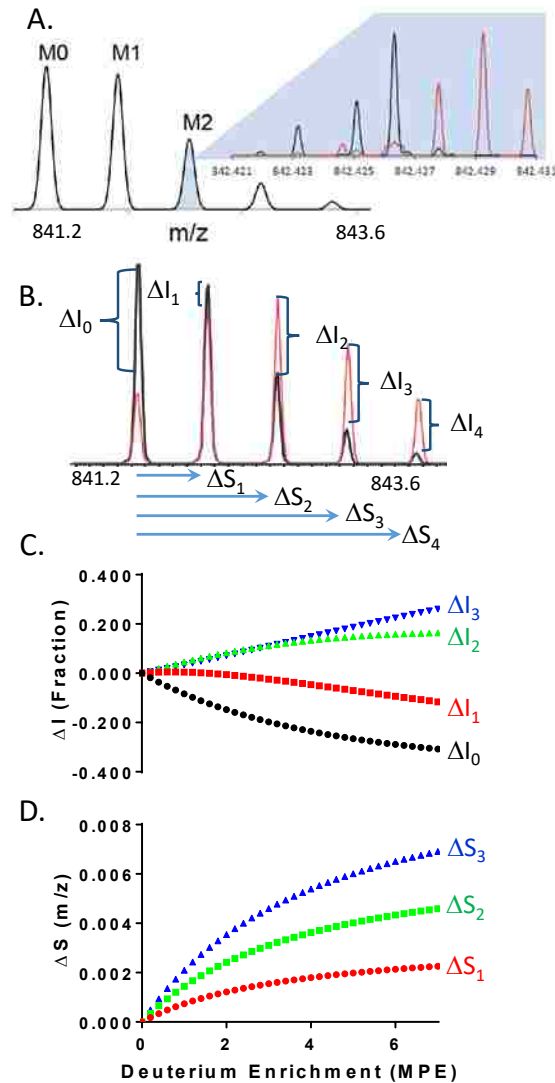 A.
M0
M1
M2
842.421 842.423 842.425 842.427 842.429 842.431
841.2 m/z 843.6
B.
ΔI₀
ΔI₁
ΔI₂
ΔI₃
ΔI₄
841.2 843.6
ΔS₁
ΔS₂
ΔS₃
ΔS₄
C.
ΔI (Fraction)
0.400
0.200
0.000
-0.200
-0.400
ΔI₃
ΔI₂
ΔI₁
ΔI₀
D.
ΔS (m/z)
0.008
0.006
0.004
0.002
0.000
ΔS₃
ΔS₂
ΔS₁
0 2 4 6
Deuterium Enrichment (MPE)